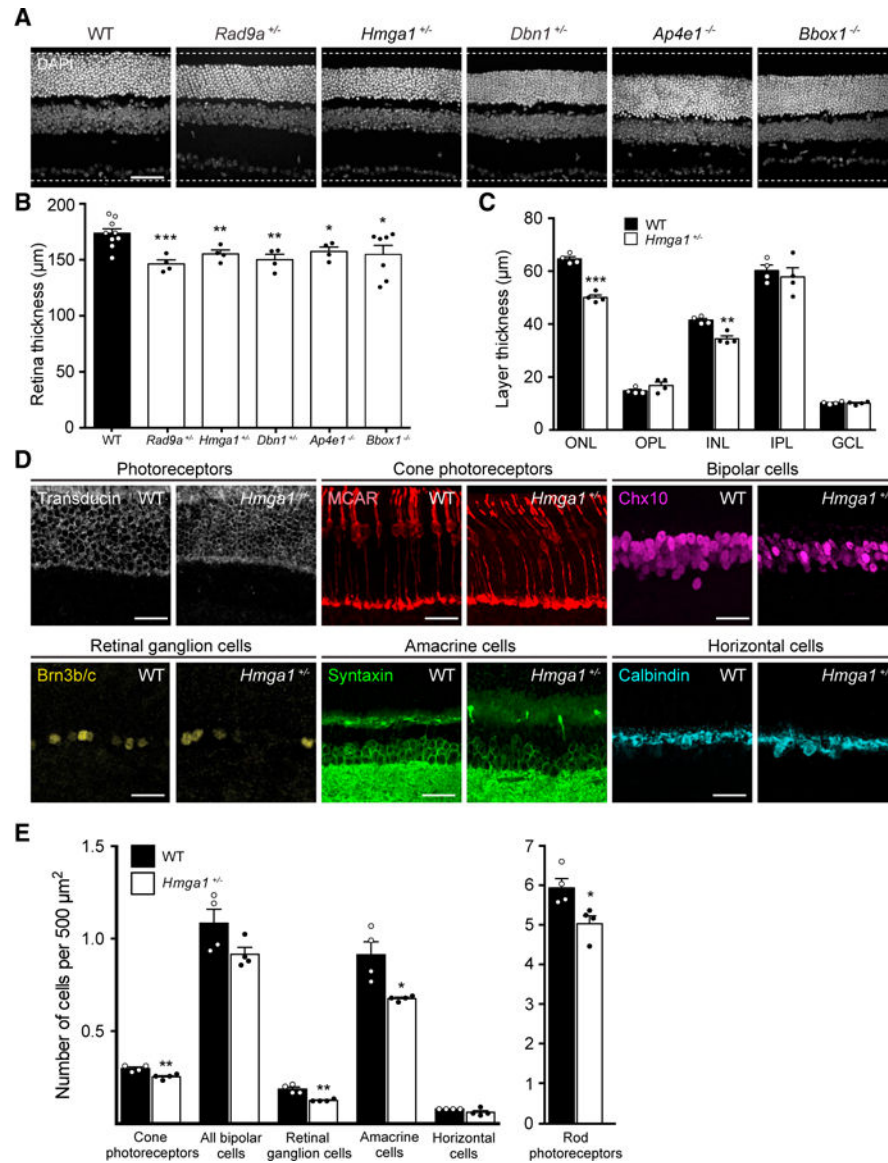 A
WT
Rad9a +/-
Hmga1 +/-
Dbn1 +/-
Ap4e1 -/-
Bbox1 -/-
DAPI
B
Retina thickness (μm)
200
150
100
50
0
***
**
**
*
*
WT
Rad9a +/-
Hmga1 +/-
Dbn1 +/-
Ap4e1 -/-
Bbox1 -/-
C
WT
Hmga1 +/-
Layer thickness (μm)
80
60
40
20
0
***
**
ONL
OPL
INL
IPL
GCL
D
Photoreceptors
Cone photoreceptors
Bipolar cells
Transducin
WT
Hmga1 +/+
MCAR
WT
Hmga1 +/-
Chx10
WT
Hmga1 +/-
Retinal ganglion cells
Amacrine cells
Horizontal cells
Brn3b/c
WT
Hmga1 +/-
Syntaxin
WT
Hmga1 +/-
Calbindin
WT
Hmga1 +/-
E
WT
Hmga1 +/-
Number of cells per 500 μm2
1.5
1.0
0.5
**
**
*
Cone photoreceptors
All bipolar cells
Retinal ganglion cells
Amacrine cells
Horizontal cells
7
6
5
4
3
2
1
0
*
Rod photoreceptors